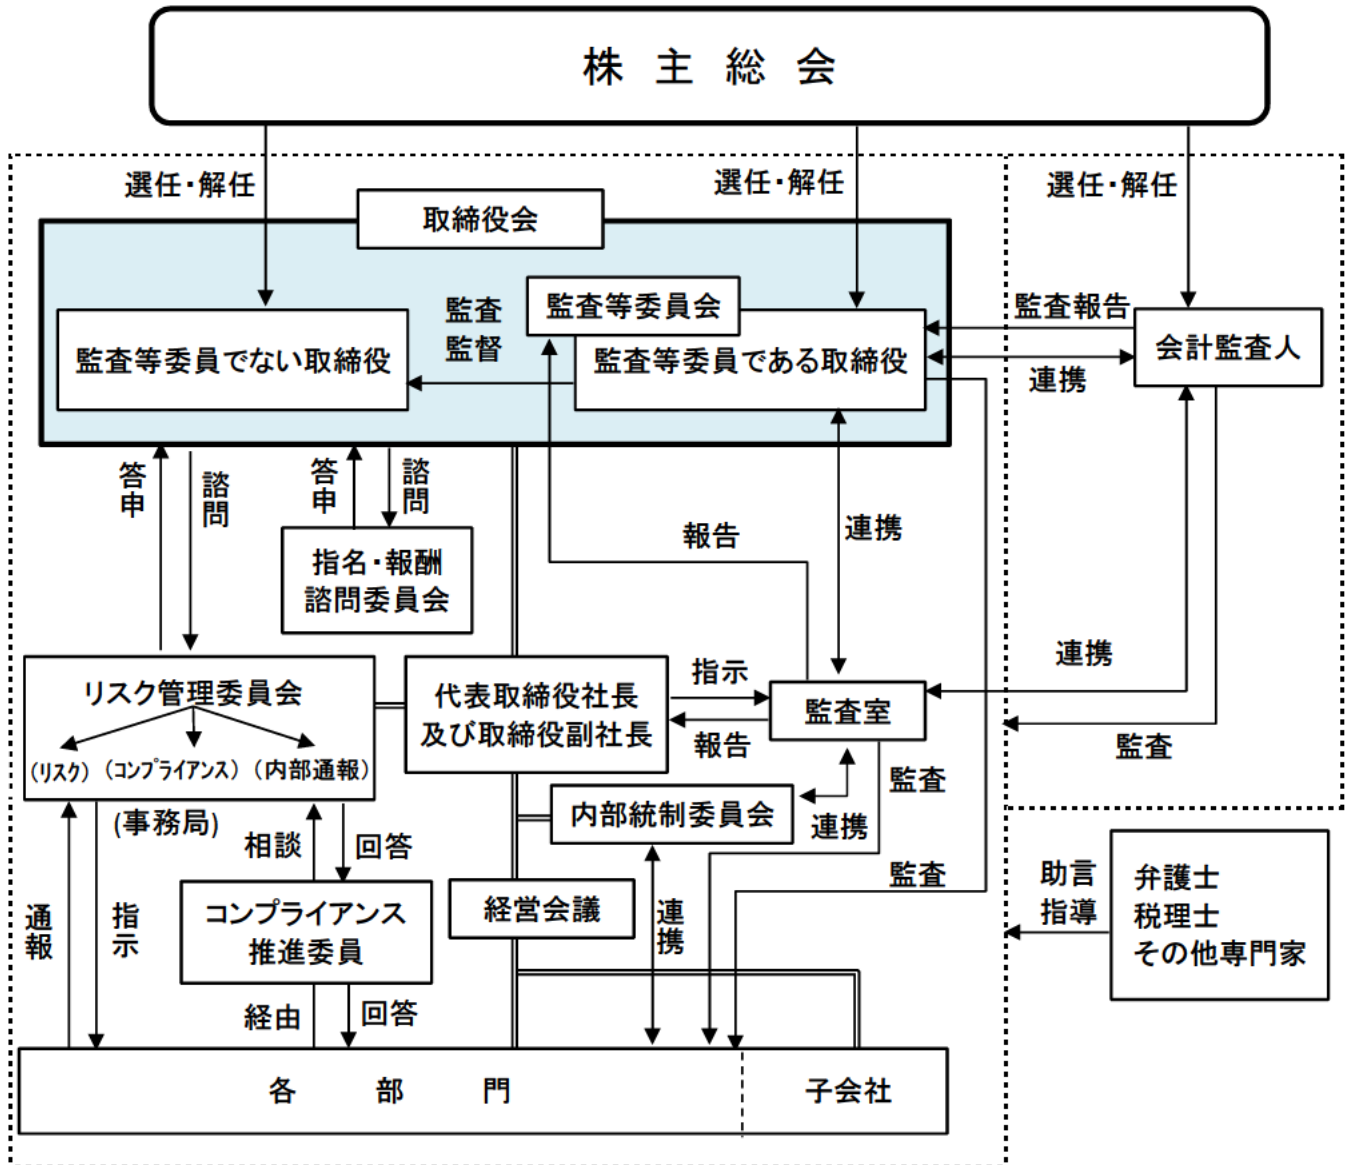 株 主 総 会
選任・解任
選任・解任
選任・解任
取締役会
監査等委員会
監査
監督
監査等委員でない取締役
監査等委員である取締役
監査報告
会計監査人
連携
答申
諮問
答申
諮問
指名・報酬
諮問委員会
報告
連携
連携
リスク管理委員会
(リスク) (コンプライアンス) (内部通報)
(事務局)
代表取締役社長
及び取締役副社長
指示
報告
監査室
監査
監査
内部統制委員会
連携
相談
回答
コンプライアンス
推進委員
経営会議
連携
監査
助言
指導
弁護士
税理士
その他専門家
通報
指示
経由
回答
各 部 門
子会社